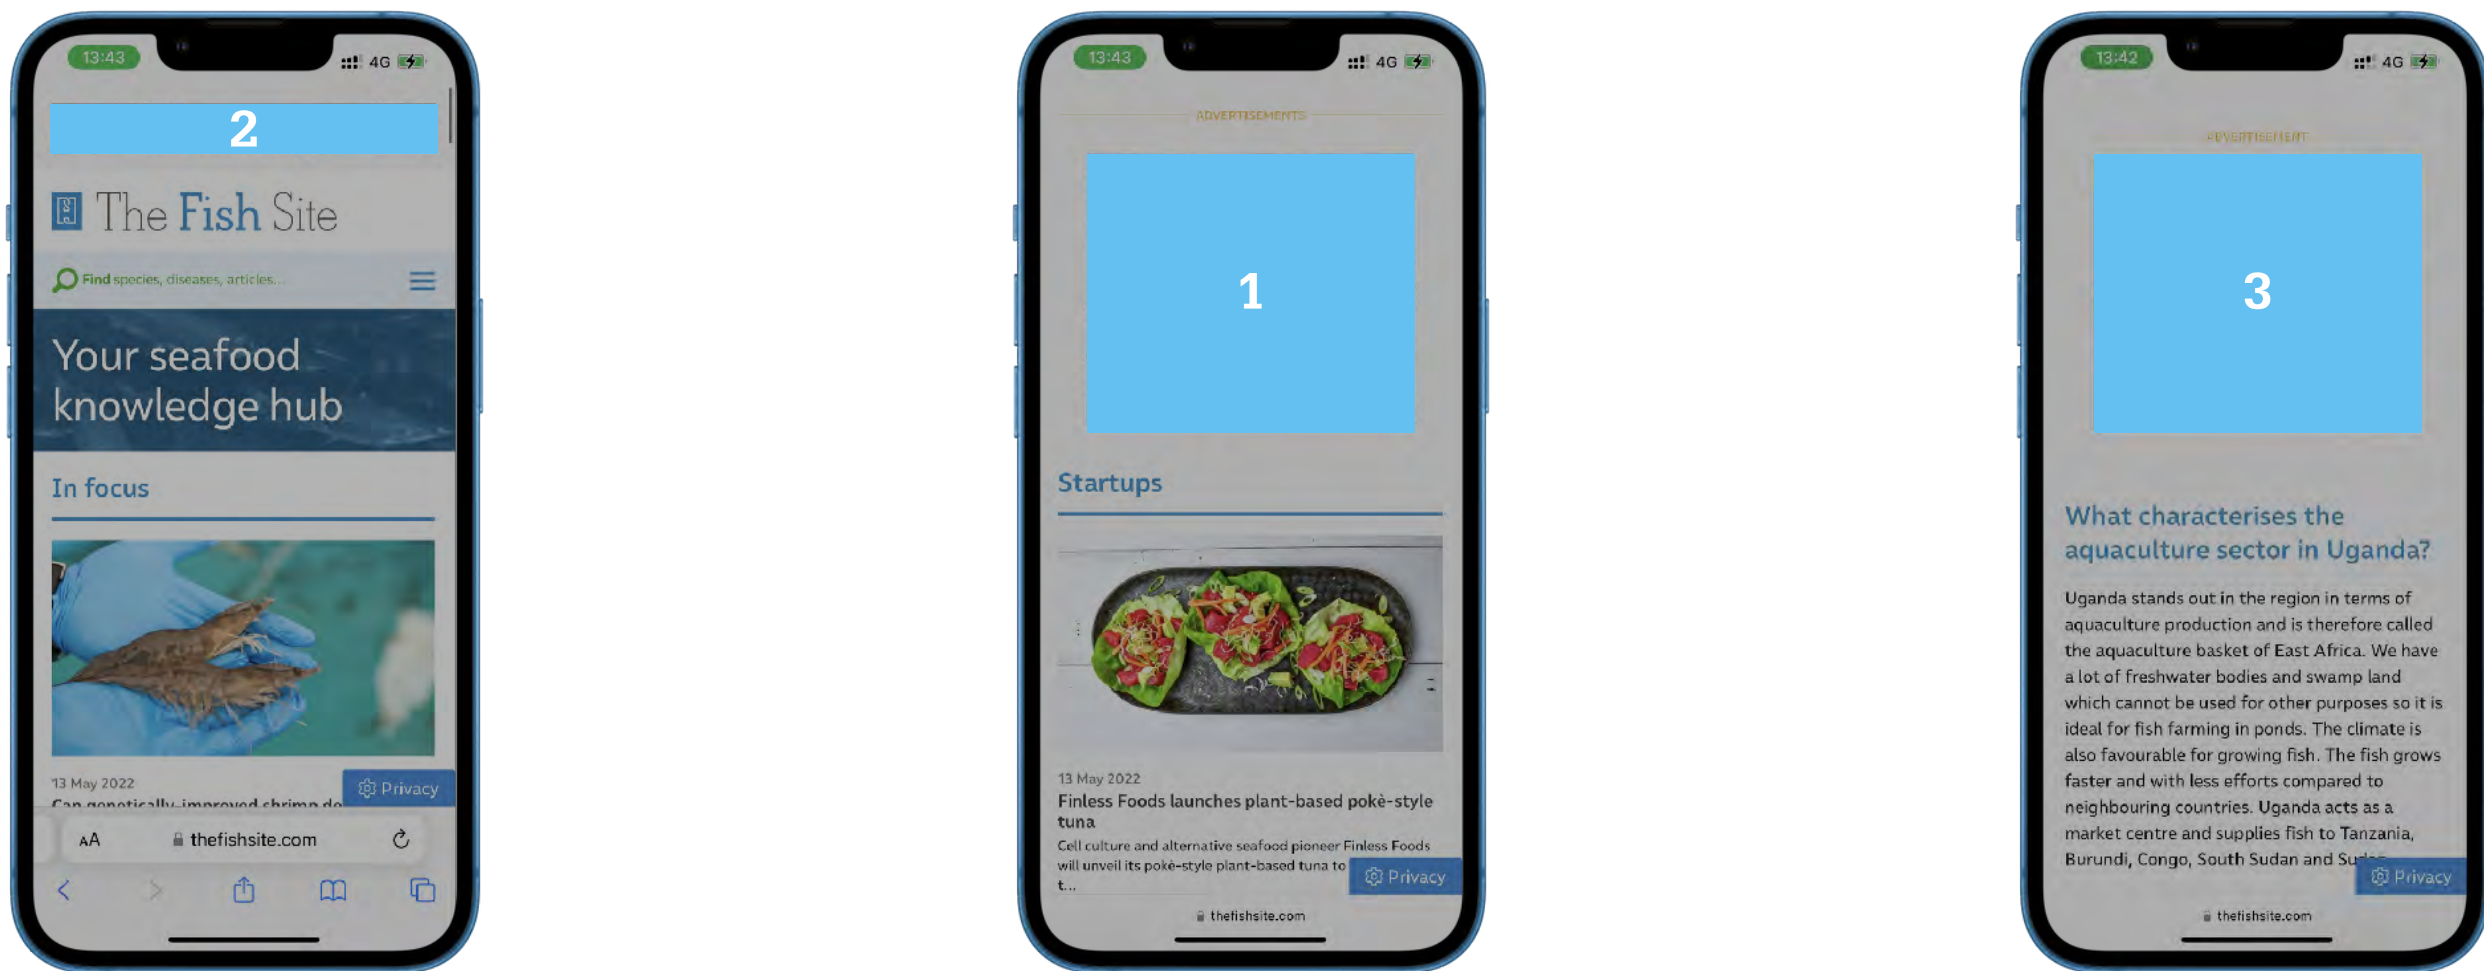 13:43
4G
2
The Fish Site
Find species, diseases, articles...
Your seafood
knowledge hub
In focus
13 May 2022
Privacy
Can genetically-improved shrimp do
AA
thefishsite.com
13:43
4G
ADVERTISEMENTS
1
Startups
13 May 2022
Finless Foods launches plant-based pokè-style
tuna
Cell culture and alternative seafood pioneer Finless Foods
will unveil its pokè-style plant-based tuna to
t...
Privacy
thefishsite.com
13:42
4G
ADVERTISEMENT
3
What characterises the
aquaculture sector in Uganda?
Uganda stands out in the region in terms of
aquaculture production and is therefore called
the aquaculture basket of East Africa. We have
a lot of freshwater bodies and swamp land
which cannot be used for other purposes so it is
ideal for fish farming in ponds. The climate is
also favourable for growing fish. The fish grows
faster and with less efforts compared to
neighbouring countries. Uganda acts as a
market centre and supplies fish to Tanzania,
Burundi, Congo, South Sudan and Sudan
Privacy
thefishsite.com